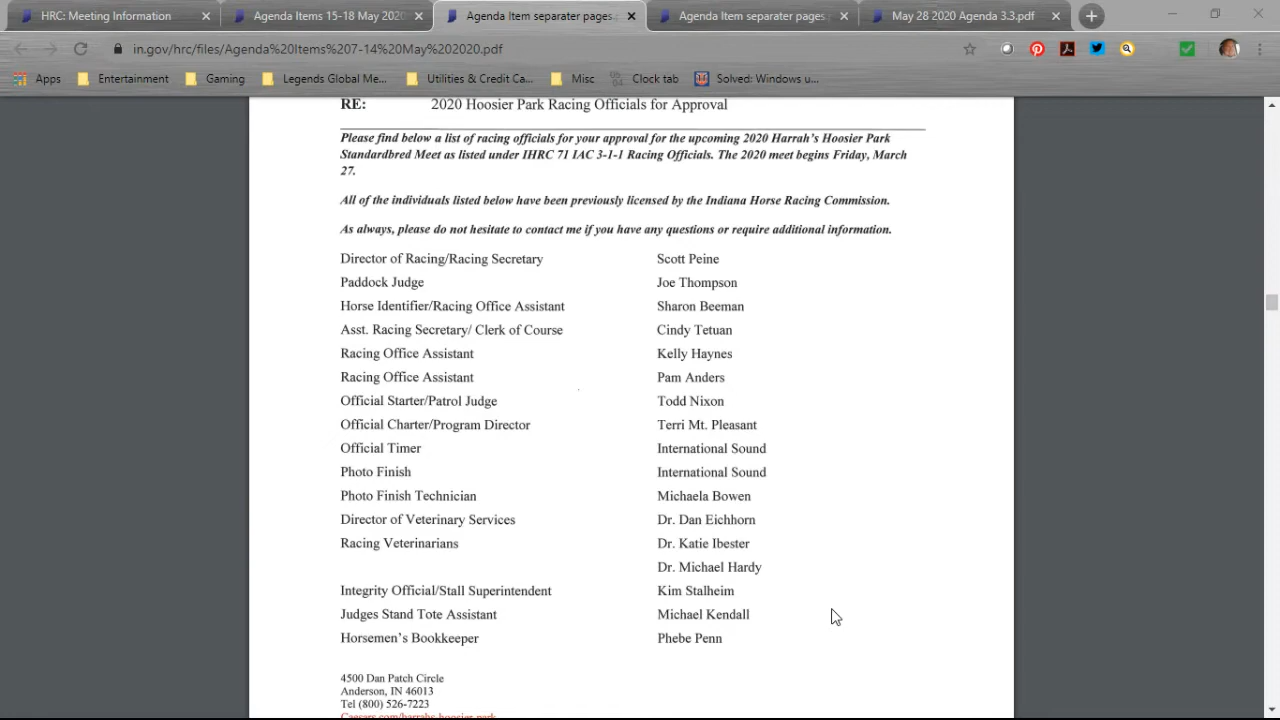 HRC: Meeting Information
Agenda Items 15-18 May 2020
Agenda Item separater pages
Agenda Item separater pages
May 28 2020 Agenda 3.3.pdf
in.gov/hrc/files/Agenda%20Items%207-14%20May%202020.pdf
Apps
Entertainment
Gaming
Legends Global Me...
Utilities & Credit Ca...
Misc
Clock tab
Solved: Windows u...
RE: 2020 Hoosier Park Racing Officials for Approval
Please find below a list of racing officials for your approval for the upcoming 2020 Harrah's Hoosier Park
Standardbred Meet as listed under IHRC 71 IAC 3-1-1 Racing Officials. The 2020 meet begins Friday, March
27.
All of the individuals listed below have been previously licensed by the Indiana Horse Racing Commission.
As always, please do not hesitate to contact me if you have any questions or require additional information.
Director of Racing/Racing Secretary Scott Peine
Paddock Judge Joe Thompson
Horse Identifier/Racing Office Assistant Sharon Beeman
Asst. Racing Secretary/ Clerk of Course Cindy Tetuan
Racing Office Assistant Kelly Haynes
Racing Office Assistant Pam Anders
Official Starter/Patrol Judge Todd Nixon
Official Charter/Program Director Terri Mt. Pleasant
Official Timer International Sound
Photo Finish International Sound
Photo Finish Technician Michaela Bowen
Director of Veterinary Services Dr. Dan Eichhorn
Racing Veterinarians Dr. Katie Ibester
Dr. Michael Hardy
Integrity Official/Stall Superintendent Kim Stalheim
Judges Stand Tote Assistant Michael Kendall
Horsemen's Bookkeeper Phebe Penn
4500 Dan Patch Circle
Anderson, IN 46013
Tel (800) 526-7223
Caesars.com/harrahs-hoosier-park